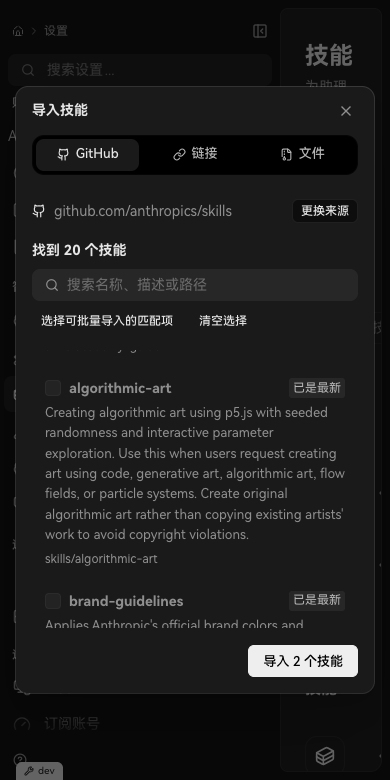 设置
技能
搜索设置...
为助理
导入技能
GitHub
链接
文件
github.com/anthropics/skills
更换来源
找到 20 个技能
搜索名称、描述或路径
选择可批量导入的匹配项
清空选择
algorithmic-art
已是最新
Creating algorithmic art using p5.js with seeded
randomness and interactive parameter
exploration. Use this when users request creating
art using code, generative art, algorithmic art, flow
fields, or particle systems. Create original
algorithmic art rather than copying existing artists'
work to avoid copyright violations.
skills/algorithmic-art
brand-guidelines
已是最新
Applies Anthropic's official brand colors and
导入 2 个技能
订阅账号
dev